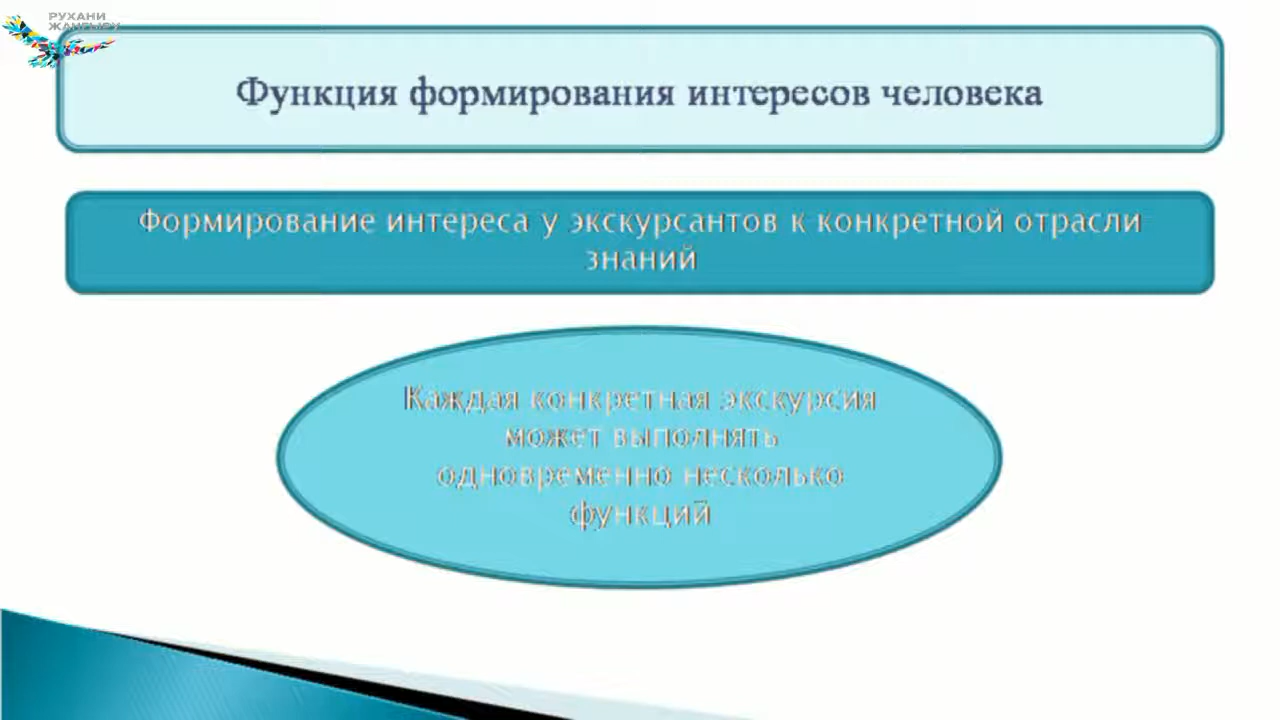 РУХАНИ
ЖАҢҒЫРУ
Функция формирования интересов человека
Формирование интереса у экскурсантов к конкретной отрасли
знаний
Каждая конкретная экскурсия
может выполнять
одновременно несколько
функций